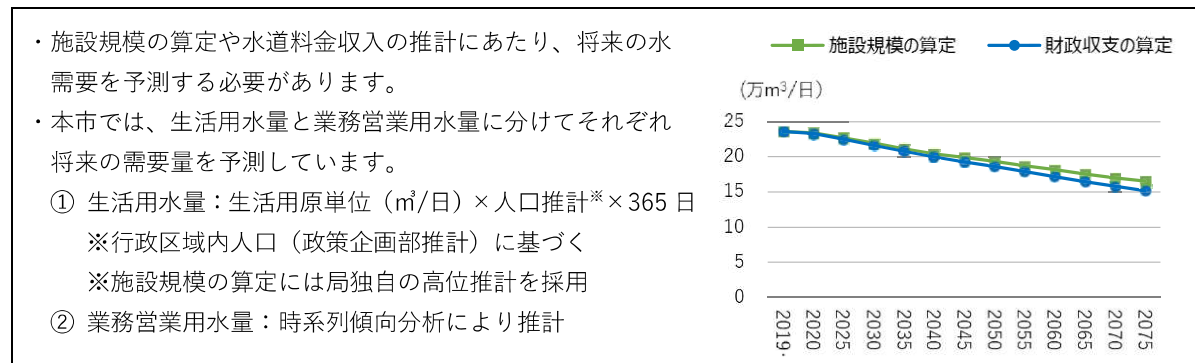 ・施設規模の算定や水道料金収入の推計にあたり、将来の水
需要を予測する必要があります。
・本市では、生活用水量と業務営業用水量に分けてそれぞれ
将来の需要量を予測しています。
① 生活用水量：生活用原単位（㎥/日）×人口推計※×365 日
※行政区域内人口（政策企画部推計）に基づく
※施設規模の算定には局独自の高位推計を採用
② 業務営業用水量：時系列傾向分析により推計
施設規模の算定
財政収支の算定
(万m³/日)
25
20
15
10
5
0
2019
2020
2025
2030
2035
2040
2045
2050
2055
2060
2065
2070
2075